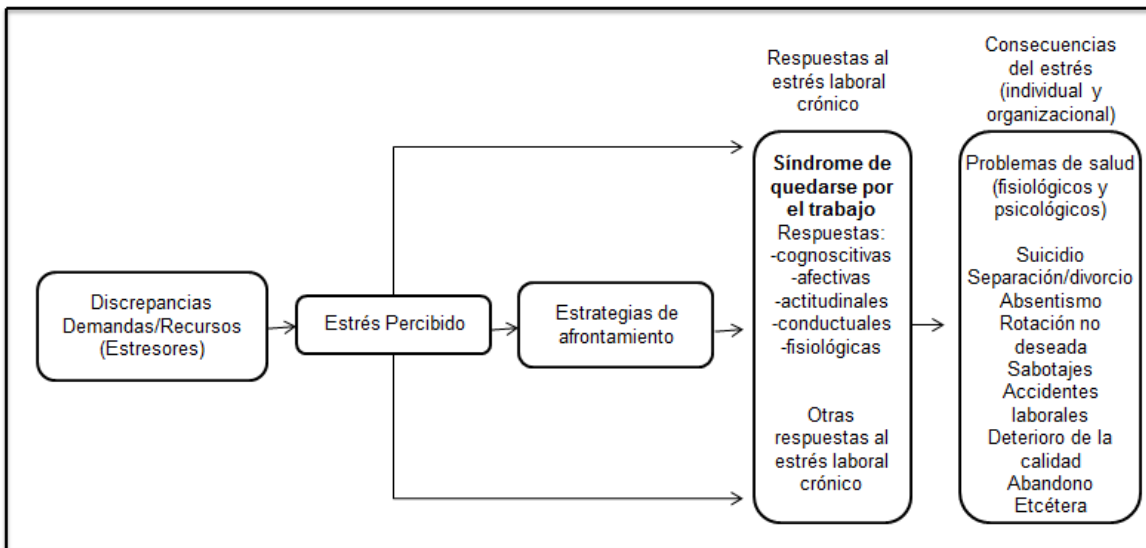 Discrepancias
Demandas/Recursos
(Estresores)
Estrés Percibido
Estrategias de
afrontamiento
Respuestas al
estrés laboral
crónico
Síndrome de
quedarse por
el trabajo
Respuestas:
-cognoscitivas
-afectivas
-actitudinales
-conductuales
-fisiológicas
Otras
respuestas al
estrés laboral
crónico
Consecuencias
del estrés
(individual y
organizacional)
Problemas de salud
(fisiológicos y
psicológicos)
Suicidio
Separación/divorcio
Absentismo
Rotación no
deseada
Sabotajes
Accidentes
laborales
Deterioro de la
calidad
Abandono
Etcétera